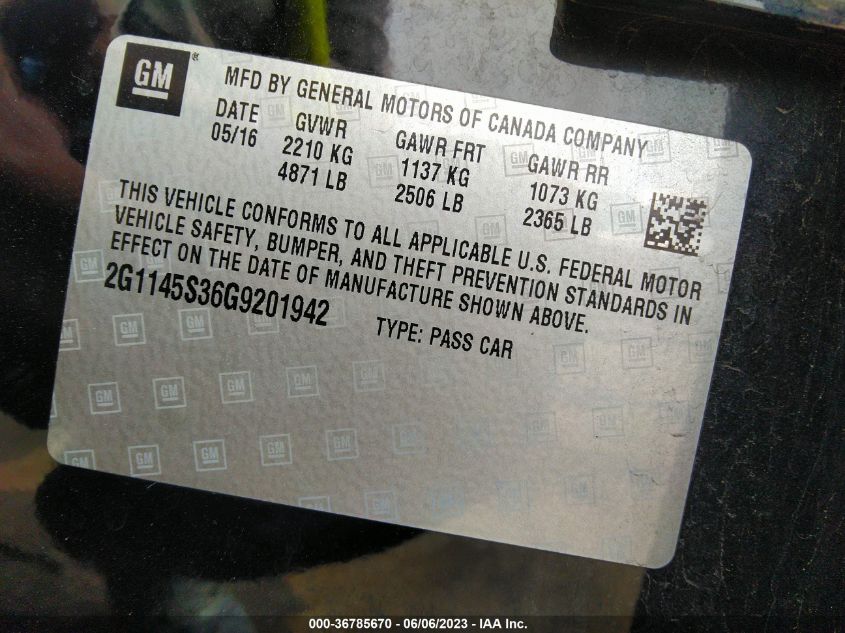 GM ®
MFD BY GENERAL MOTORS OF CANADA COMPANY
DATE GVWR GAWR FRT GAWR RR
05/16 2210 KG 1137 KG 1073 KG
4871 LB 2506 LB 2365 LB
THIS VEHICLE CONFORMS TO ALL APPLICABLE U.S. FEDERAL MOTOR
VEHICLE SAFETY, BUMPER, AND THEFT PREVENTION STANDARDS IN
EFFECT ON THE DATE OF MANUFACTURE SHOWN ABOVE.
2G1145S36G9201942 TYPE: PASS CAR
000-36785670 - 06/06/2023 - IAA Inc.